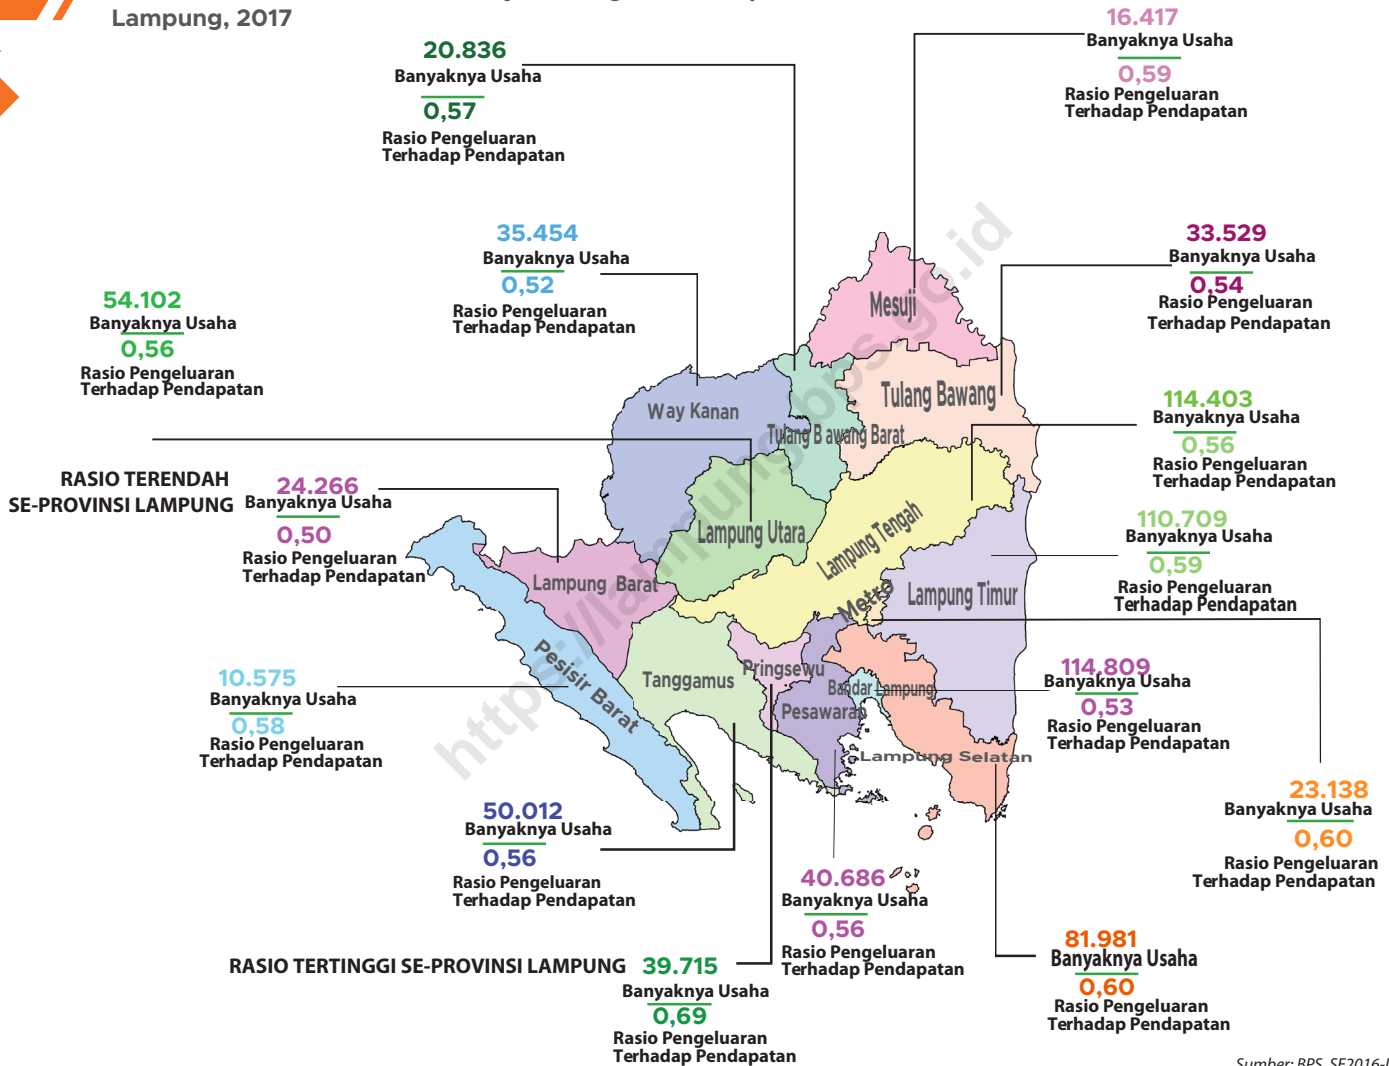 Lampung, 2017
16.417
Banyaknya Usaha
0,59
Rasio Pengeluaran
Terhadap Pendapatan
20.836
Banyaknya Usaha
0,57
Rasio Pengeluaran
Terhadap Pendapatan
35.454
Banyaknya Usaha
0,52
Rasio Pengeluaran
Terhadap Pendapatan
33.529
Banyaknya Usaha
0,54
Rasio Pengeluaran
Terhadap Pendapatan
54.102
Banyaknya Usaha
0,56
Rasio Pengeluaran
Terhadap Pendapatan
114.403
Banyaknya Usaha
0,56
Rasio Pengeluaran
Terhadap Pendapatan
RASIO TERENDAH
SE-PROVINSI LAMPUNG
24.266
Banyaknya Usaha
0,50
Rasio Pengeluaran
Terhadap Pendapatan
110.709
Banyaknya Usaha
0,59
Rasio Pengeluaran
Terhadap Pendapatan
Mesuji
Tulang Bawang
Way Kanan
Tulang B awang Barat
Lampung Utara
Lampung Tengah
Lampung Barat
Metro
Lampung Timur
Pesisir Barat
Tanggamus
Pringsewu
Bandar Lampung
Pesawaran
Lampung Selatan
https://lampung.bps.go.id
10.575
Banyaknya Usaha
0,58
Rasio Pengeluaran
Terhadap Pendapatan
114.809
Banyaknya Usaha
0,53
Rasio Pengeluaran
Terhadap Pendapatan
50.012
Banyaknya Usaha
0,56
Rasio Pengeluaran
Terhadap Pendapatan
23.138
Banyaknya Usaha
0,60
Rasio Pengeluaran
Terhadap Pendapatan
40.686
Banyaknya Usaha
0,56
Rasio Pengeluaran
Terhadap Pendapatan
81.981
Banyaknya Usaha
0,60
Rasio Pengeluaran
Terhadap Pendapatan
RASIO TERTINGGI SE-PROVINSI LAMPUNG
39.715
Banyaknya Usaha
0,69
Rasio Pengeluaran
Terhadap Pendapatan
Sumber: BPS, SE2016-